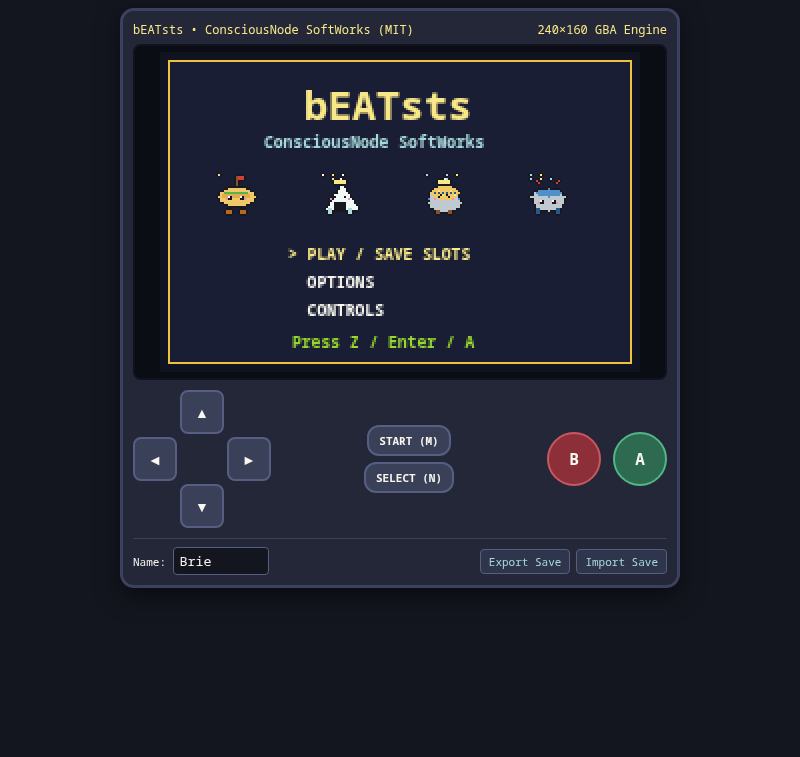 bEATsts • ConsciousNode SoftWorks (MIT) 240×160 GBA Engine
bEATsts
ConsciousNode SoftWorks
> PLAY / SAVE SLOTS
OPTIONS
CONTROLS
Press Z / Enter / A
▲
◀ ▶
▼
START (M)
SELECT (N)
B A
Name: Brie Export Save Import Save